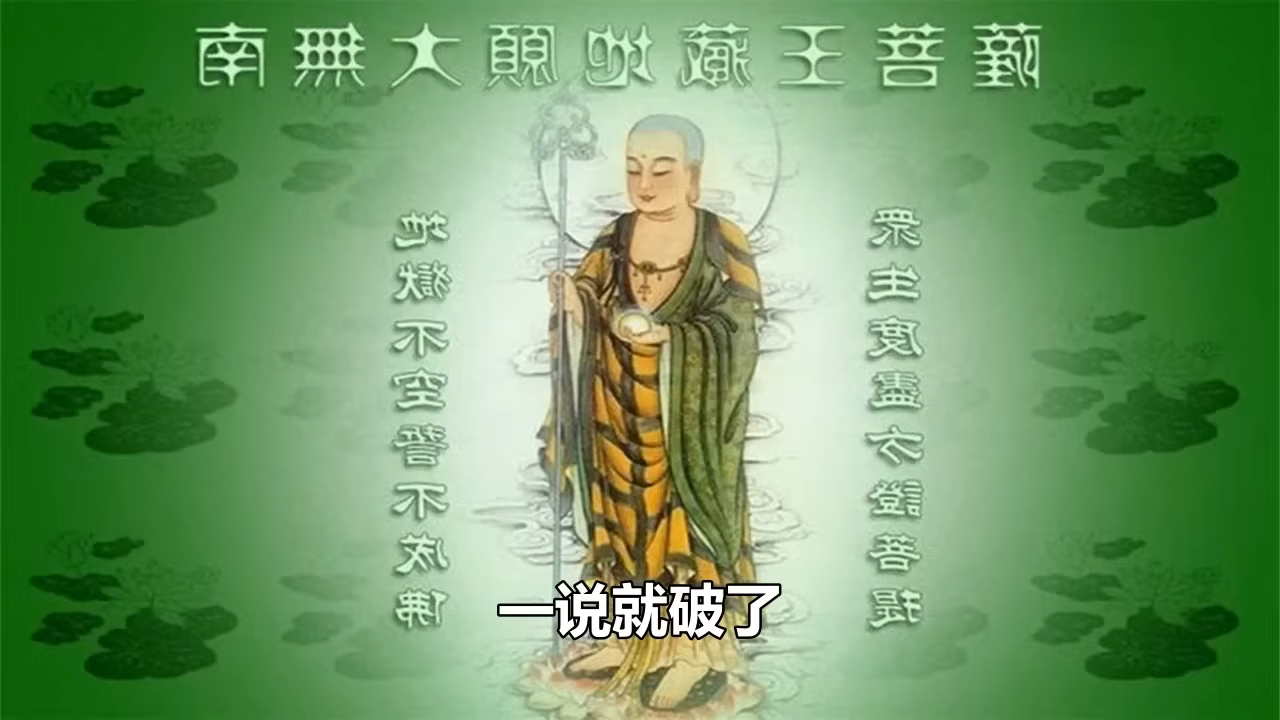 南無大願地藏王菩薩
地獄不空誓不成佛
眾生度盡方證菩提
一说就破了